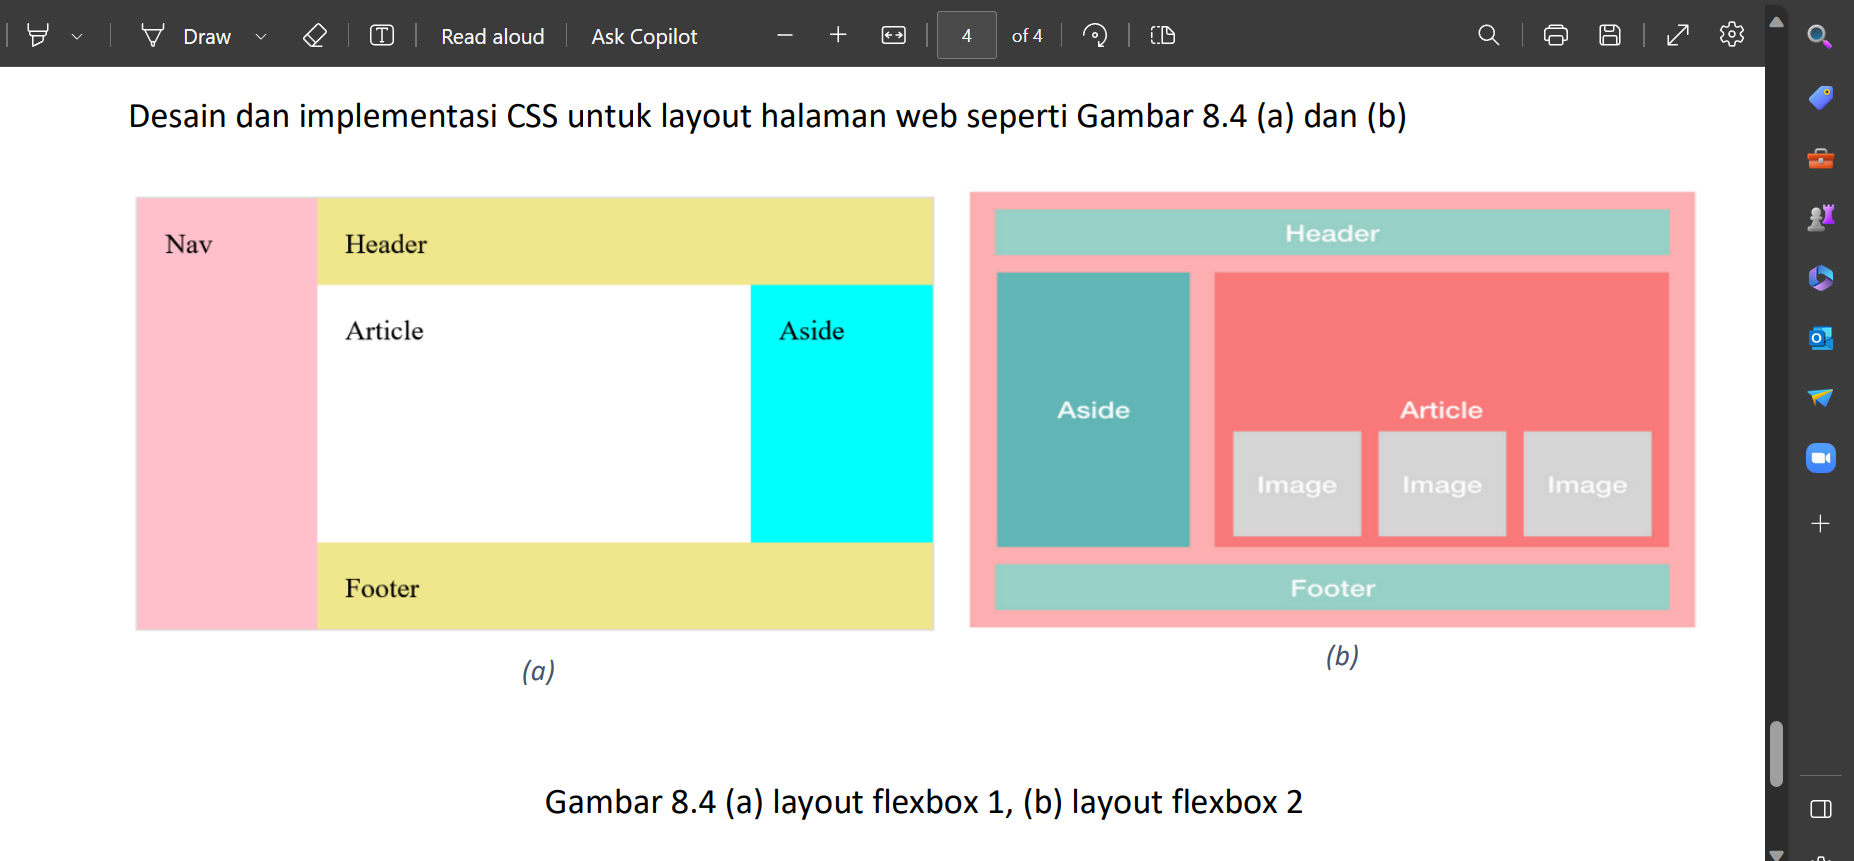 Draw
Read aloud
Ask Copilot
4
of 4
Desain dan implementasi CSS untuk layout halaman web seperti Gambar 8.4 (a) dan (b)
Nav
Header
Article
Aside
Footer
(a)
Header
Aside
Article
Image Image Image
Footer
(b)
Gambar 8.4 (a) layout flexbox 1, (b) layout flexbox 2